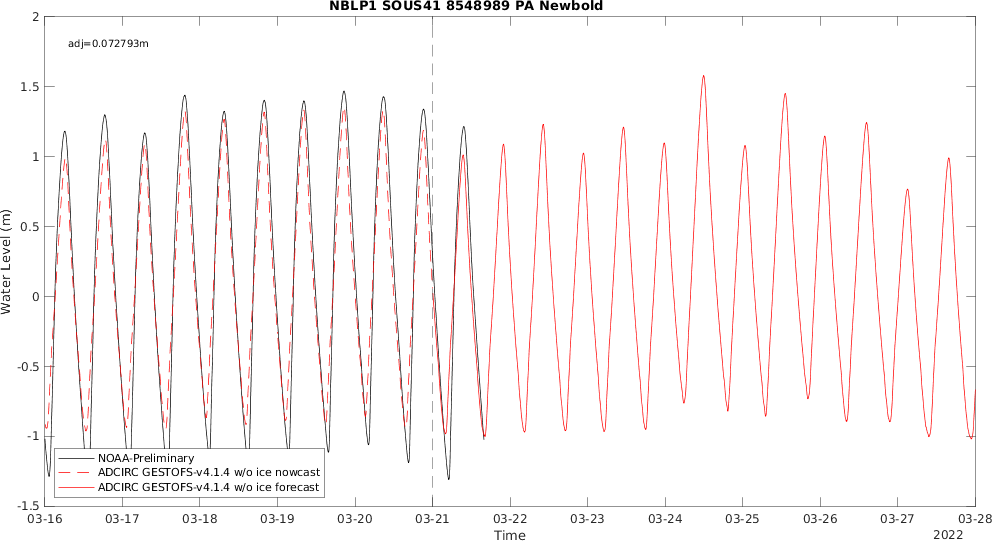 NBLP1 SOUS41 8548989 PA Newbold
adj=0.072793m
Water Level (m)
2
1.5
1
0.5
0
-0.5
-1
-1.5
NOAA-Preliminary
ADCIRC GESTOFS-v4.1.4 w/o ice nowcast
ADCIRC GESTOFS-v4.1.4 w/o ice forecast
03-16 03-17 03-18 03-19 03-20 03-21 03-22 03-23 03-24 03-25 03-26 03-27 03-28
Time
2022